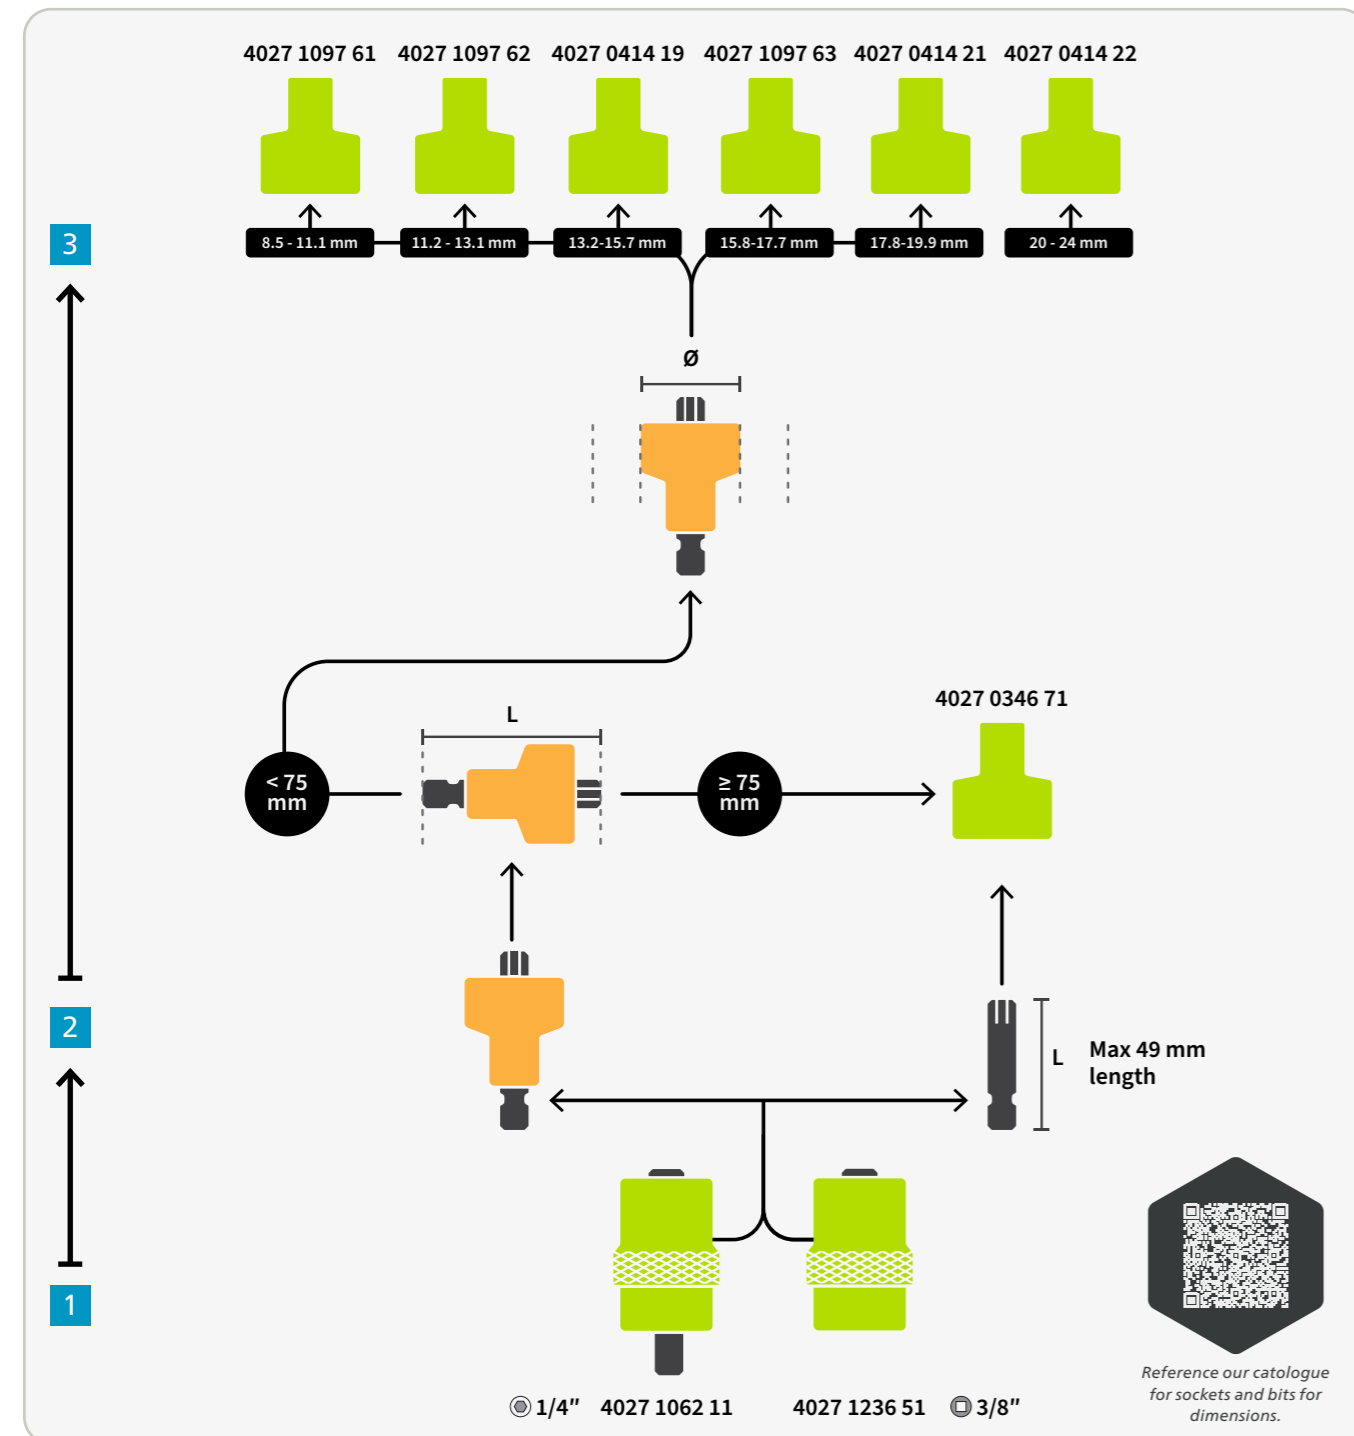 4027 1097 61 4027 1097 62 4027 0414 19 4027 1097 63 4027 0414 21 4027 0414 22
3
8.5 - 11.1 mm 11.2 - 13.1 mm 13.2-15.7 mm 15.8-17.7 mm 17.8-19.9 mm 20 - 24 mm
Ø
4027 0346 71
L
< 75
mm
≥ 75
mm
2
L
Max 49 mm
length
1
1/4" 4027 1062 11 4027 1236 51 3/8"
Reference our catologue
for sockets and bits for
dimensions.